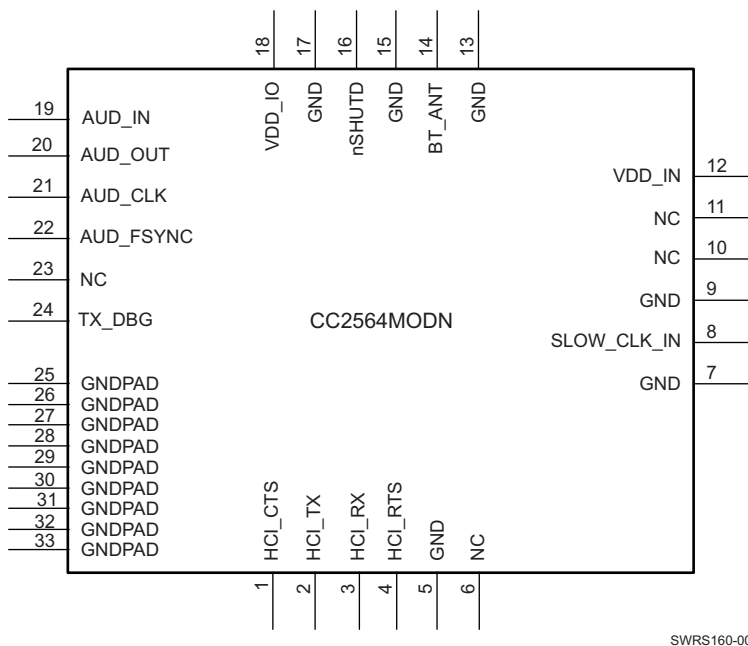 18
17
16
15
14
13
VDD_IO
GND
nSHUTD
GND
BT_ANT
GND
19 AUD_IN
20 AUD_OUT
21 AUD_CLK
22 AUD_FSYNC
23 NC
24 TX_DBG
25 GNDPAD
26 GNDPAD
27 GNDPAD
28 GNDPAD
29 GNDPAD
30 GNDPAD
31 GNDPAD
32 GNDPAD
33 GNDPAD
CC2564MODN
VDD_IN 12
NC 11
NC 10
GND 9
SLOW_CLK_IN 8
GND 7
HCI_CTS
HCI_TX
HCI_RX
HCI_RTS
GND
NC
1
2
3
4
5
6
SWRS160-00